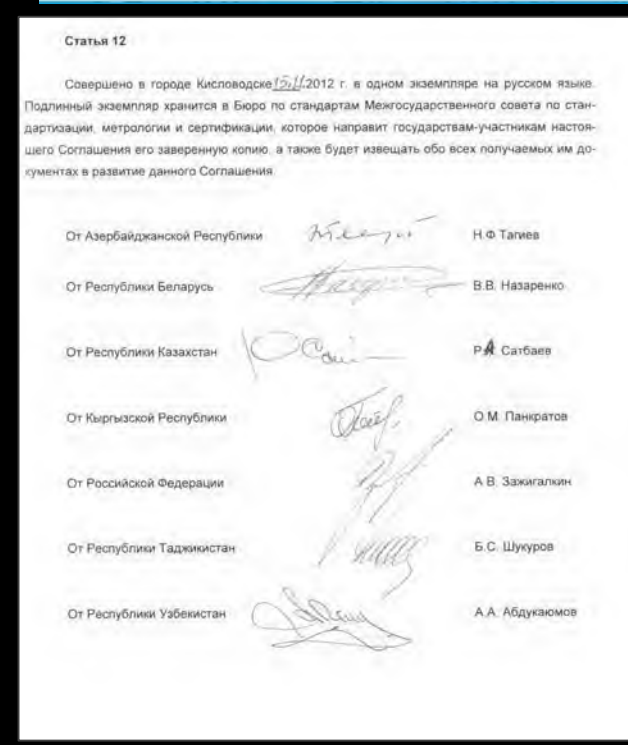 Статья 12
Совершено в городе Кисловодске 15.11.2012 г. в одном экземпляре на русском языке.
Подлинный экземпляр хранится в Бюро по стандартам Межгосударственного совета по стан-
дартизации, метрологии и сертификации, которое направит государствам-участникам настоя-
щего Соглашения его заверенную копию, а также будет извещать обо всех получаемых им до-
кументах в развитие данного Соглашения.
От Азербайджанской Республики Н.Ф. Тагиев
От Республики Беларусь В.В. Назаренко
От Республики Казахстан Р.А. Сатбаев
От Кыргызской Республики О.М. Панкратов
От Российской Федерации А.В. Зажигалкин
От Республики Таджикистан Б.С. Шукуров
От Республики Узбекистан А.А. Абдукаюмов